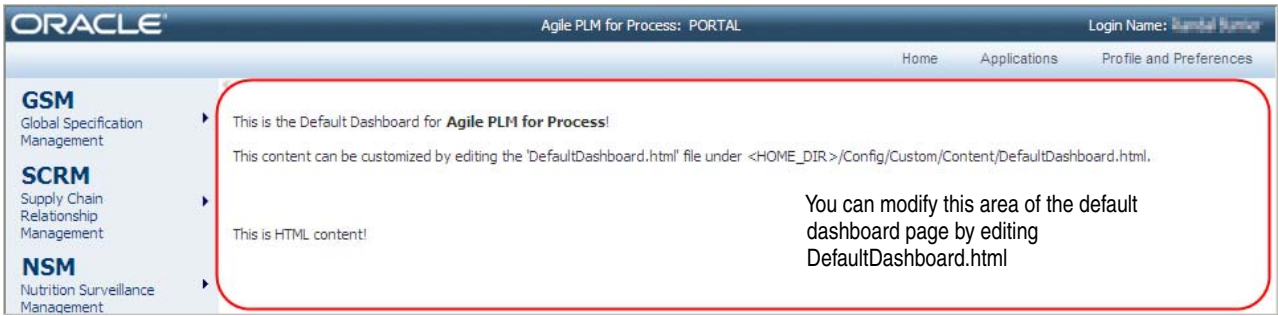 ORACLE
Agile PLM for Process: PORTAL
Login Name:
Home Applications Profile and Preferences
GSM
Global Specification
Management
SCRM
Supply Chain
Relationship
Management
NSM
Nutrition Surveillance
Management
This is the Default Dashboard for Agile PLM for Process!
This content can be customized by editing the 'DefaultDashboard.html' file under <HOME_DIR>/Config/Custom/Content/DefaultDashboard.html.
This is HTML content!
You can modify this area of the default
dashboard page by editing
DefaultDashboard.html